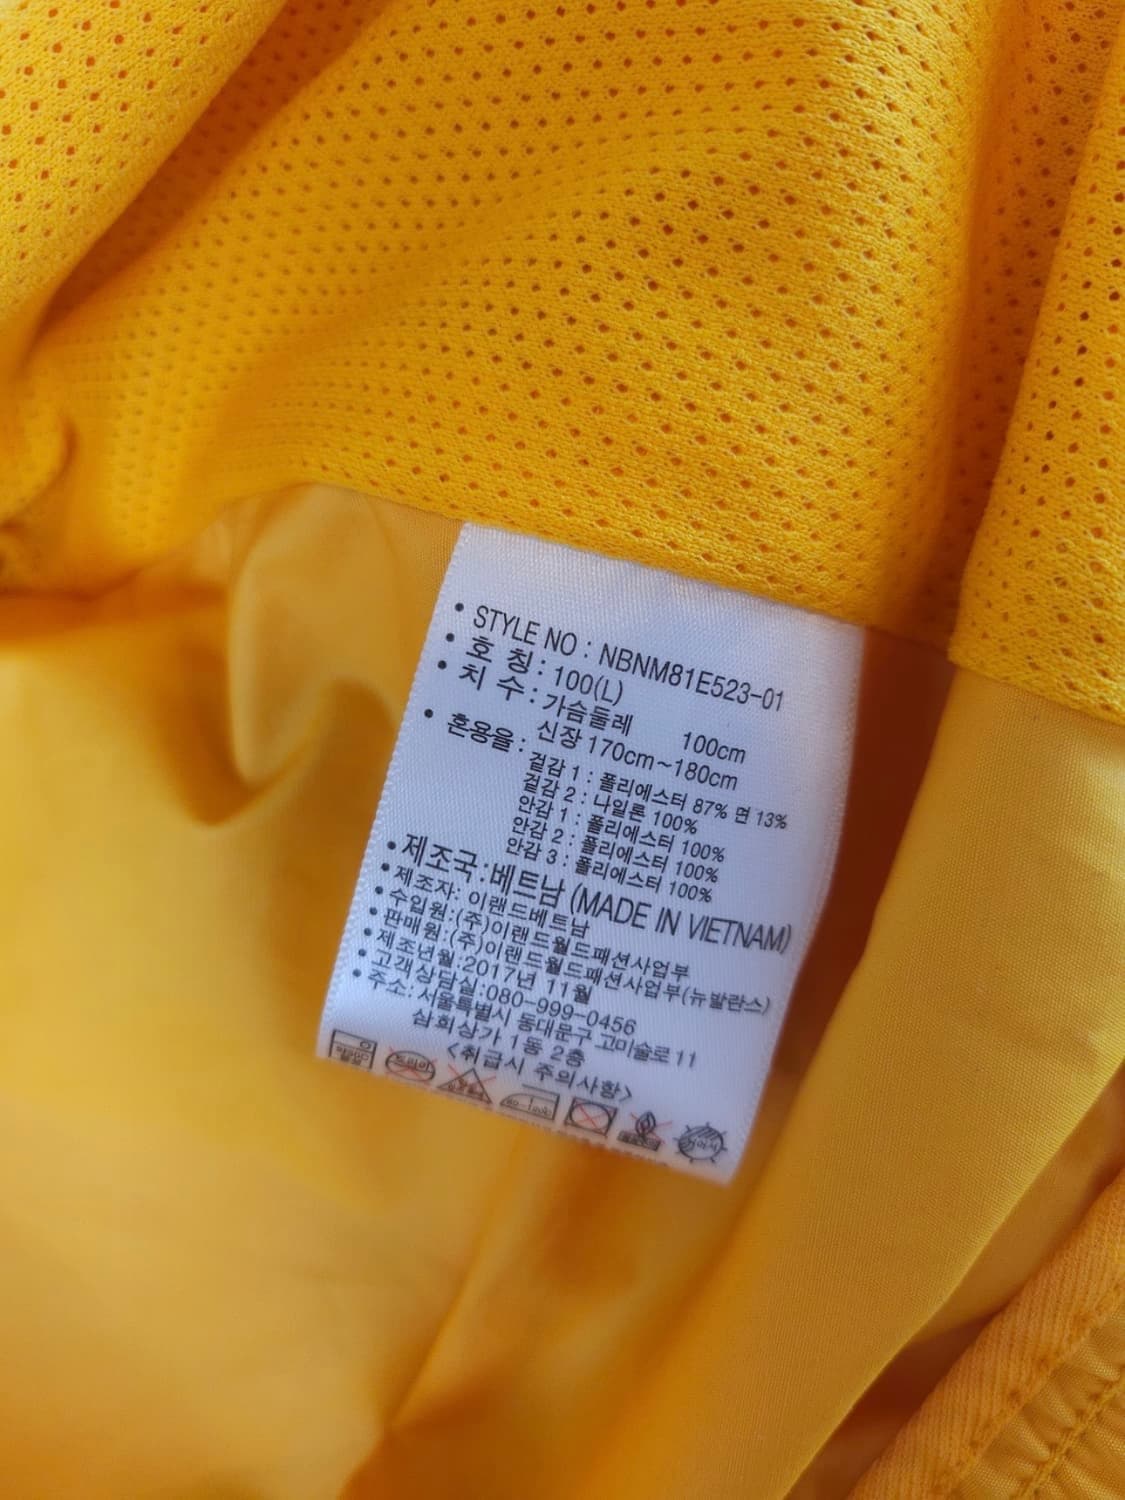 • STYLE NO : NBNM81E523-01
• 호 칭 : 100(L)
• 치 수 : 가슴둘레 100cm
신장 170cm~180cm
• 혼용율 : 겉감 1 : 폴리에스터 87% 면 13%
겉감 2 : 나일론 100%
안감 1 : 폴리에스터 100%
안감 2 : 폴리에스터 100%
안감 3 : 폴리에스터 100%
• 제조국 : 베트남 (MADE IN VIETNAM)
• 제조자: 이랜드베트남
• 수입원:(주)이랜드월드패션사업부
• 판매원:(주)이랜드월드패션사업부(뉴발란스)
• 제조년월:2017년 11월
• 고객상담실:080-999-0456
• 주소: 서울특별시 동대문구 고미술로 11
삼희상가 1동 2층
<취급시 주의사항>
드라이